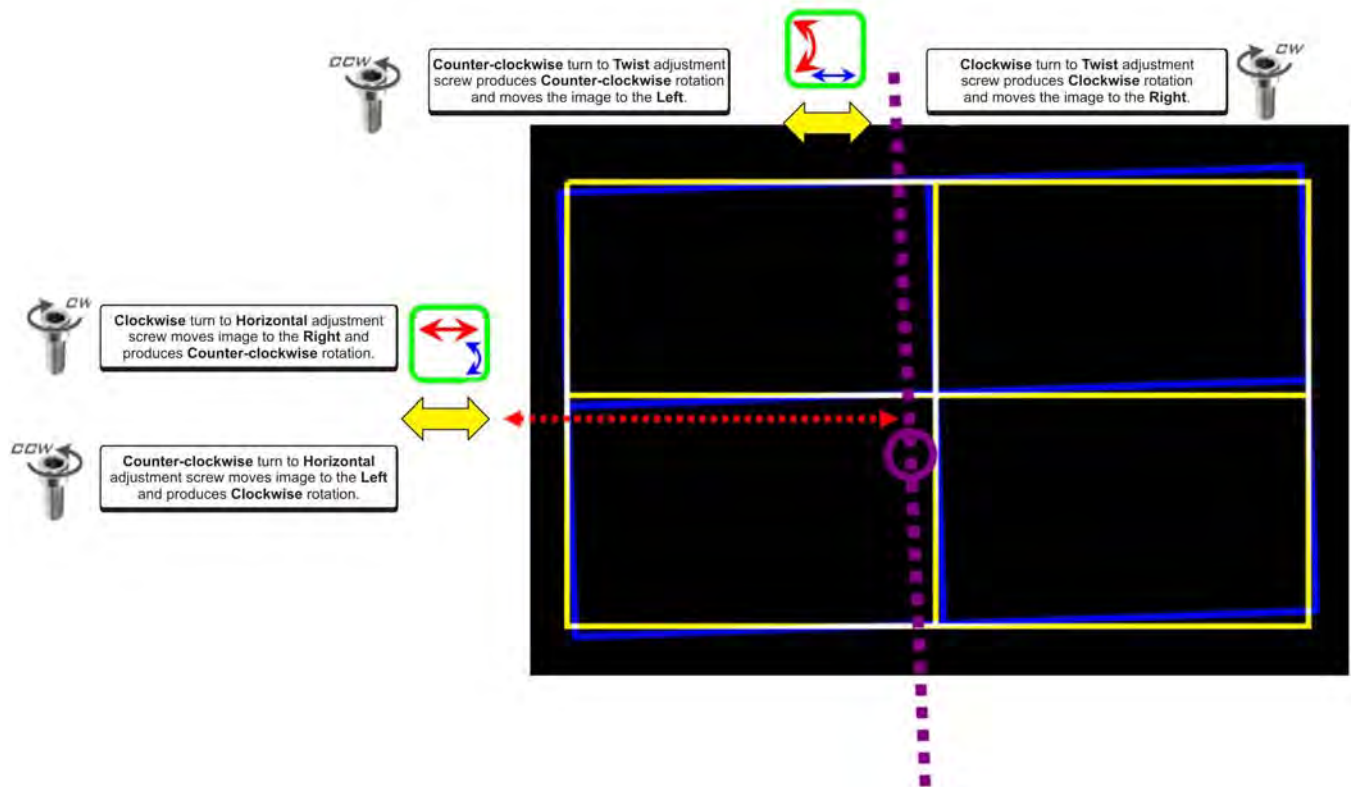 CCW
Counter-clockwise turn to Twist adjustment
screw produces Counter-clockwise rotation
and moves the image to the Left.
Clockwise turn to Twist adjustment
screw produces Clockwise rotation
and moves the image to the Right.
CW
CW
Clockwise turn to Horizontal adjustment
screw moves image to the Right and
produces Counter-clockwise rotation.
CCW
Counter-clockwise turn to Horizontal
adjustment screw moves image to the Left
and produces Clockwise rotation.